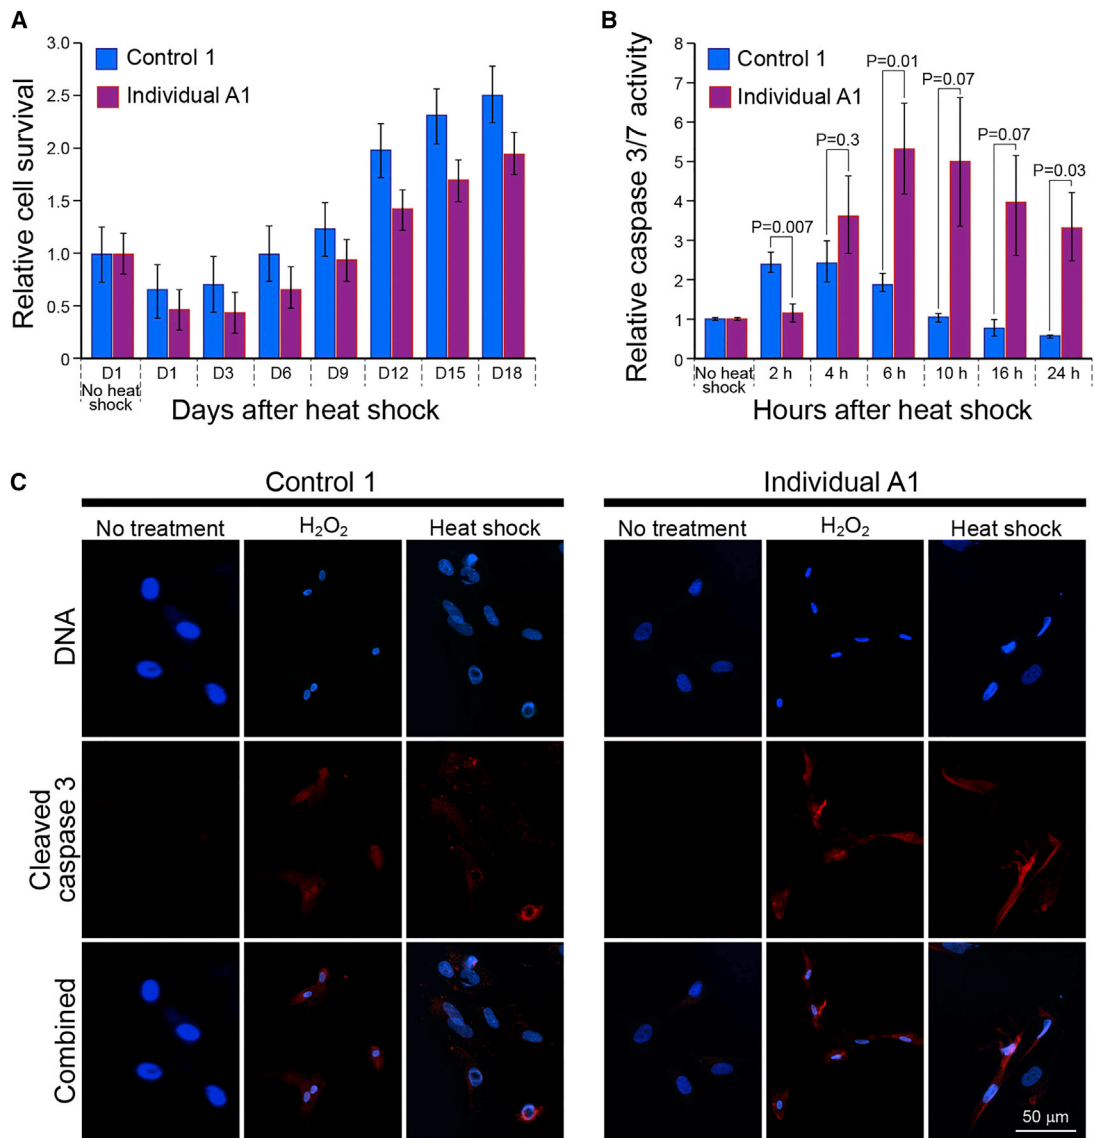 A
Relative cell survival
3.0
2.5
2.0
1.5
1.0
0.5
0
Control 1
Individual A1
D1 D1 D3 D6 D9 D12 D15 D18
No heat
shock
Days after heat shock
B
Relative caspase 3/7 activity
8
7
6
5
4
3
2
1
0
Control 1
Individual A1
P=0.007
P=0.3
P=0.01
P=0.07
P=0.07
P=0.03
No heat
shock
2 h 4 h 6 h 10 h 16 h 24 h
Hours after heat shock
C
Control 1 Individual A1
No treatment H₂O₂ Heat shock No treatment H₂O₂ Heat shock
DNA
Cleaved
caspase 3
Combined
50 µm